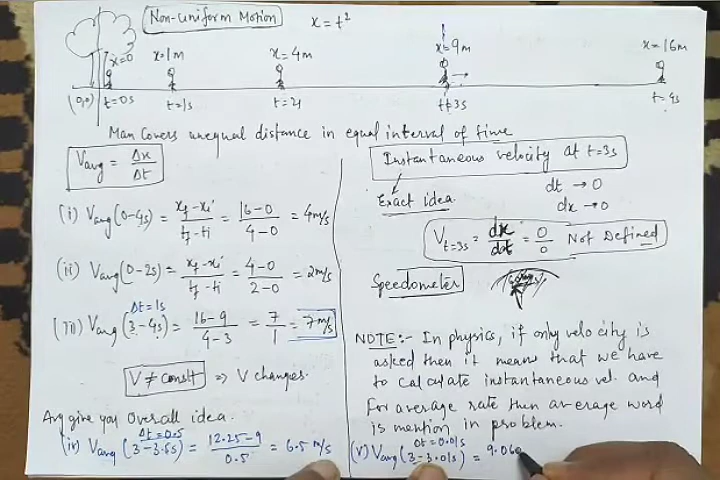 Non-uniform Motion x = t²
x=0 x=1m x=4m x=9m x=16m
(0,0) t=0s t=1s t=2s t=3s t=4s
Man Covers unequal distance in equal interval of time
Vavg = Δx/Δt
(i) Vavg(0-4s) = xf-xi/tf-ti = 16-0/4-0 = 4m/s
(ii) Vavg(0-2s) = xf-xi/tf-ti = 4-0/2-0 = 2m/s
Δt=1s
(iii) Vavg(3-4s) = 16-9/4-3 = 7/1 = 7m/s
V ≠ constt ⇒ V changes.
Avg give you overall idea.
Δt=0.5
(iv) Vavg(3-3.5s) = 12.25-9/0.5 = 6.5 m/s
Instantaneous velocity at t=3s
dt → 0
Exact idea. dx → 0
Vt=3s = dx/dt = 0/0 Not Defined
Speedometer
NOTE:- In physics, if only velocity is
asked then it means that we have
to calculate instantaneous vel. and
For average rate then average word
is mention in problem.
Δt=0.01s
(v) Vavg(3-3.01s) = 9.060